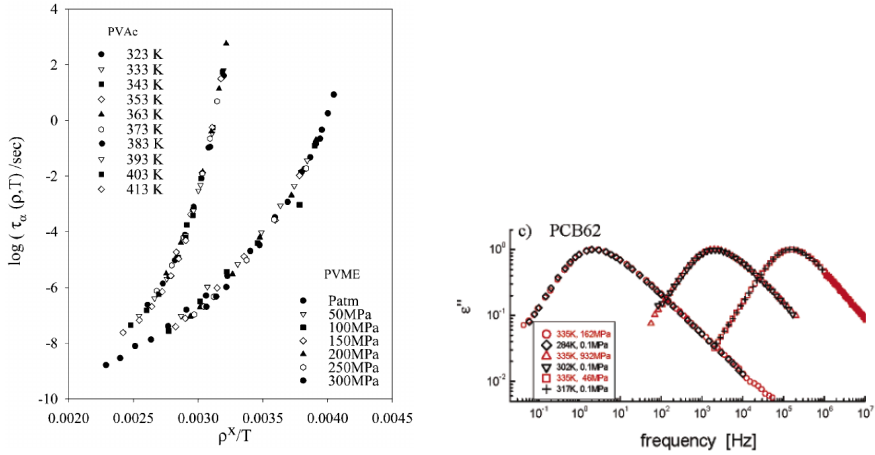 4
2
0
-2
-4
-6
-8
-10
log ( τα (ρ,T) /sec)
PVAc
323 K
333 K
343 K
353 K
363 K
373 K
383 K
393 K
403 K
413 K
PVME
Patm
50MPa
100MPa
150MPa
200MPa
250MPa
300MPa
0.0020 0.0025 0.0030 0.0035 0.0040 0.0045
ρˣ/T
c) PCB62
10⁰
10⁻¹
10⁻²
ε"
335K, 162MPa
284K, 0.1MPa
335K, 932MPa
302K, 0.1MPa
335K, 46MPa
317K, 0.1MPa
10⁻¹ 10⁰ 10¹ 10² 10³ 10⁴ 10⁵ 10⁶ 10⁷
frequency [Hz]